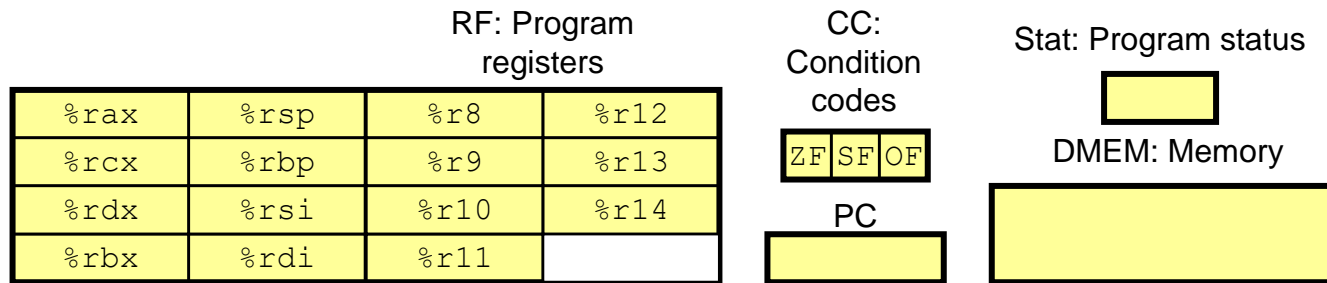 RF: Program
registers
%rax %rsp %r8 %r12
%rcx %rbp %r9 %r13
%rdx %rsi %r10 %r14
%rbx %rdi %r11
CC:
Condition
codes
ZF SF OF
PC
Stat: Program status
DMEM: Memory